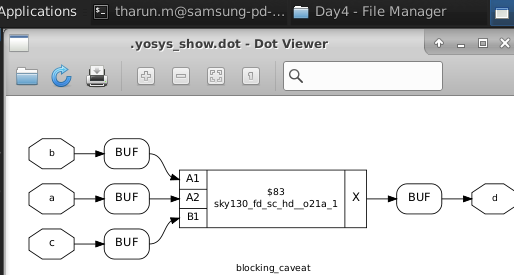 Applications
tharun.m@samsung-pd-...
Day4 - File Manager
.yosys_show.dot - Dot Viewer
b
BUF
A1
$83
a
BUF
A2
sky130_fd_sc_hd__o21a_1
X
BUF
d
B1
c
BUF
blocking_caveat